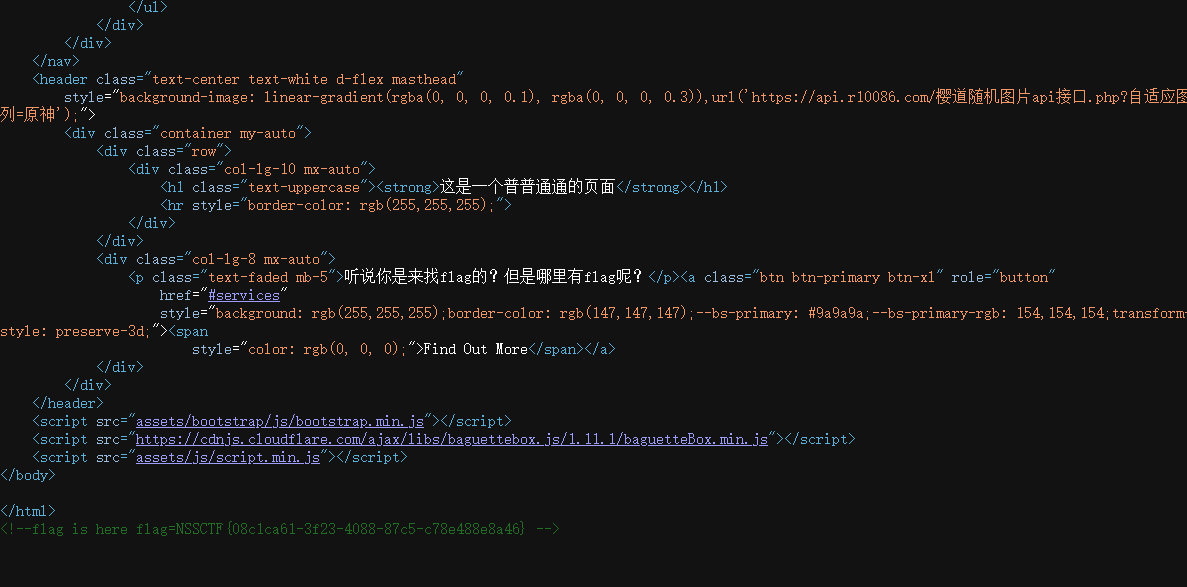 </ul>
</div>
</div>
</nav>
<header class="text-center text-white d-flex masthead"
style="background-image: linear-gradient(rgba(0, 0, 0, 0.1), rgba(0, 0, 0, 0.3)),url('https://api.r10086.com/樱道随机图片api接口.php?自适应图
列=原神');">
<div class="container my-auto">
<div class="row">
<div class="col-lg-10 mx-auto">
<h1 class="text-uppercase"><strong>这是一个普普通通的页面</strong></h1>
<hr style="border-color: rgb(255,255,255);">
</div>
</div>
<div class="col-lg-8 mx-auto">
<p class="text-faded mb-5">听说你是来找flag的？但是哪里有flag呢？</p><a class="btn btn-primary btn-xl" role="button"
href="#services"
style="background: rgb(255,255,255);border-color: rgb(147,147,147);--bs-primary: #9a9a9a;--bs-primary-rgb: 154,154,154;transform-
style: preserve-3d;"><span
style="color: rgb(0, 0, 0);">Find Out More</span></a>
</div>
</div>
</header>
<script src="assets/bootstrap/js/bootstrap.min.js"></script>
<script src="https://cdnjs.cloudflare.com/ajax/libs/baguettebox.js/1.11.1/baguetteBox.min.js"></script>
<script src="assets/js/script.min.js"></script>
</body>
</html>
<!--flag is here flag=NSSCTF{08c1ca61-3f23-4088-87c5-c78e488e8a46} -->